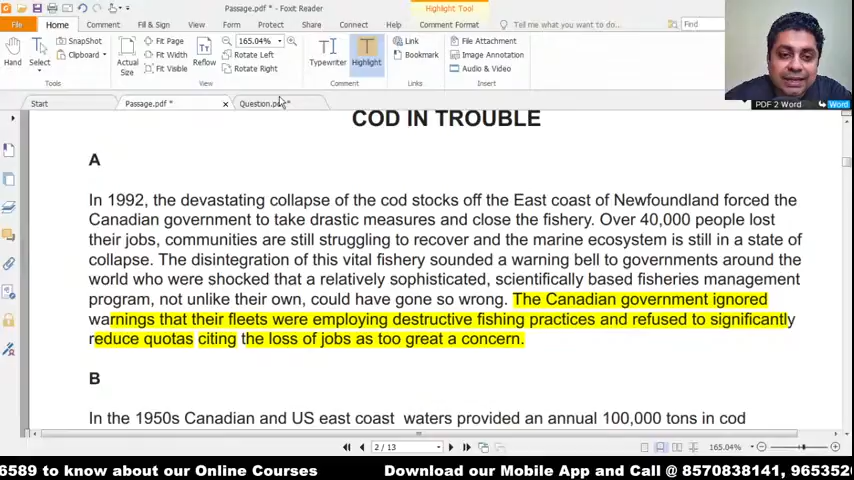 Passage.pdf * - Foxit Reader
Highlight Tool
File Home Comment Fill & Sign View Form Protect Share Connect Help Comment Format Tell me what you want to do... Find
Hand
Select
SnapShot
Clipboard
Tools
Actual Size
Fit Page
Fit Width
Fit Visible
Reflow
165.04%
Rotate Left
Rotate Right
View
Typewriter
Highlight
Comment
Link
Bookmark
Links
File Attachment
Image Annotation
Audio & Video
Insert
PDF 2 Word
Word
Start Passage.pdf * Question.pdf *
COD IN TROUBLE
A
In 1992, the devastating collapse of the cod stocks off the East coast of Newfoundland forced the
Canadian government to take drastic measures and close the fishery. Over 40,000 people lost
their jobs, communities are still struggling to recover and the marine ecosystem is still in a state of
collapse. The disintegration of this vital fishery sounded a warning bell to governments around the
world who were shocked that a relatively sophisticated, scientifically based fisheries management
program, not unlike their own, could have gone so wrong. The Canadian government ignored
warnings that their fleets were employing destructive fishing practices and refused to significantly
reduce quotas citing the loss of jobs as too great a concern.
B
In the 1950s Canadian and US east coast waters provided an annual 100,000 tons in cod
2 / 13
165.04%
6589 to know about our Online Courses Download our Mobile App and Call @ 8570838141, 9653520